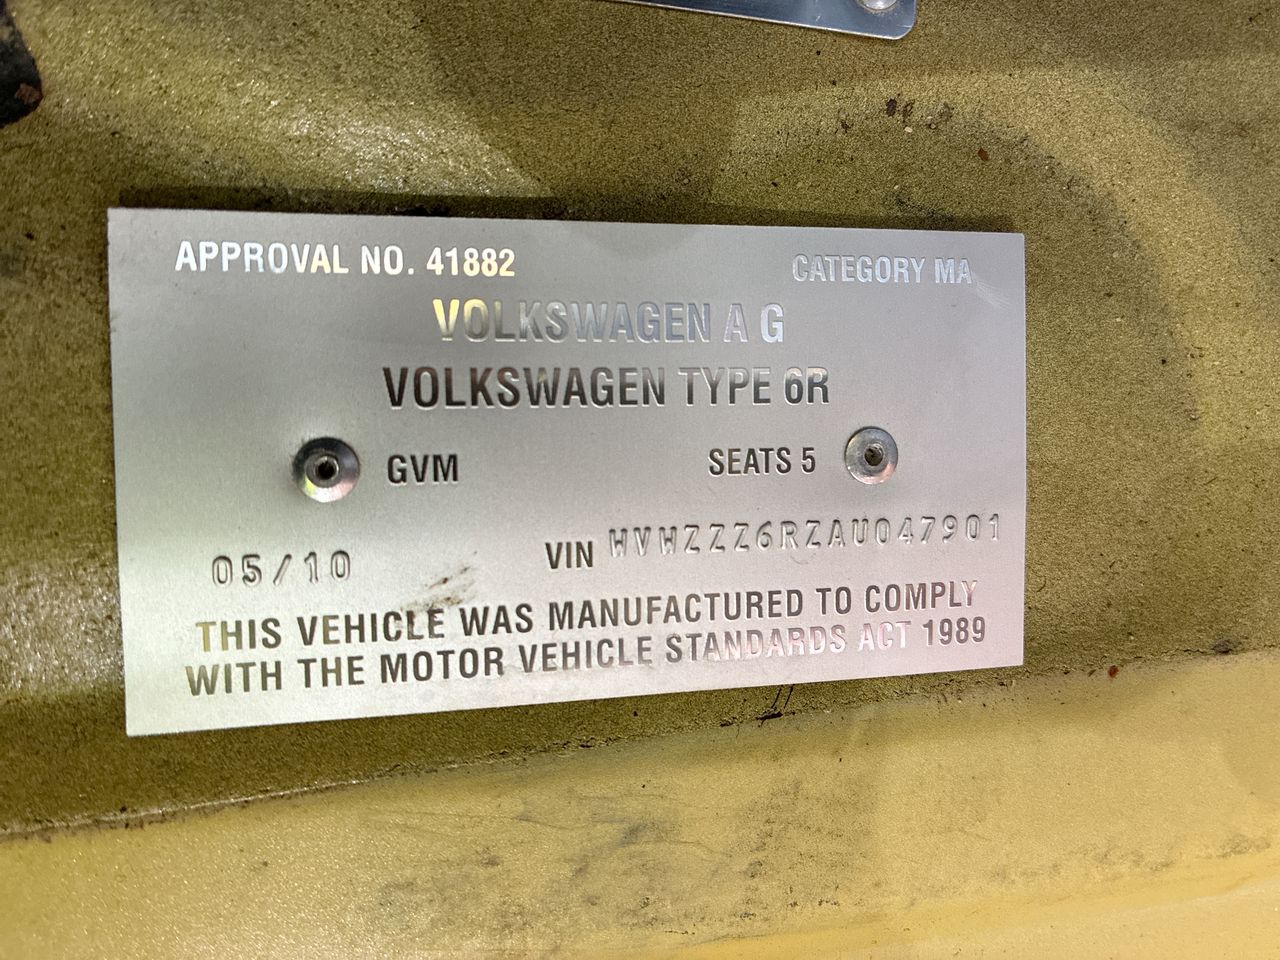 APPROVAL NO. 41882 CATEGORY MA
VOLKSWAGEN A G
VOLKSWAGEN TYPE 6R
GVM SEATS 5
05/10 VIN WVWZZZ6RZAU047901
THIS VEHICLE WAS MANUFACTURED TO COMPLY
WITH THE MOTOR VEHICLE STANDARDS ACT 1989